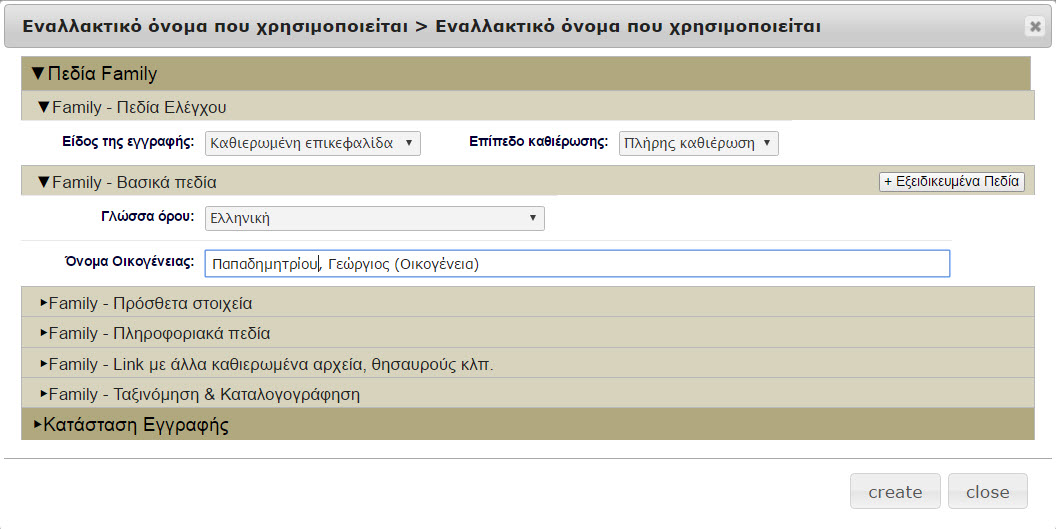 Εναλλακτικό όνομα που χρησιμοποιείται > Εναλλακτικό όνομα που χρησιμοποιείται
▼Πεδία Family
▼Family - Πεδία Ελέγχου
Είδος της εγγραφής: Καθιερωμένη επικεφαλίδα Επίπεδο καθιέρωσης: Πλήρης καθιέρωση
▼Family - Βασικά πεδία + Εξειδικευμένα Πεδία
Γλώσσα όρου: Ελληνική
Όνομα Οικογένειας: Παπαδημητρίου, Γεώργιος (Οικογένεια)
►Family - Πρόσθετα στοιχεία
►Family - Πληροφοριακά πεδία
►Family - Link με άλλα καθιερωμένα αρχεία, θησαυρούς κλπ.
►Family - Ταξινόμηση & Καταλογογράφηση
►Κατάσταση Εγγραφής
create close